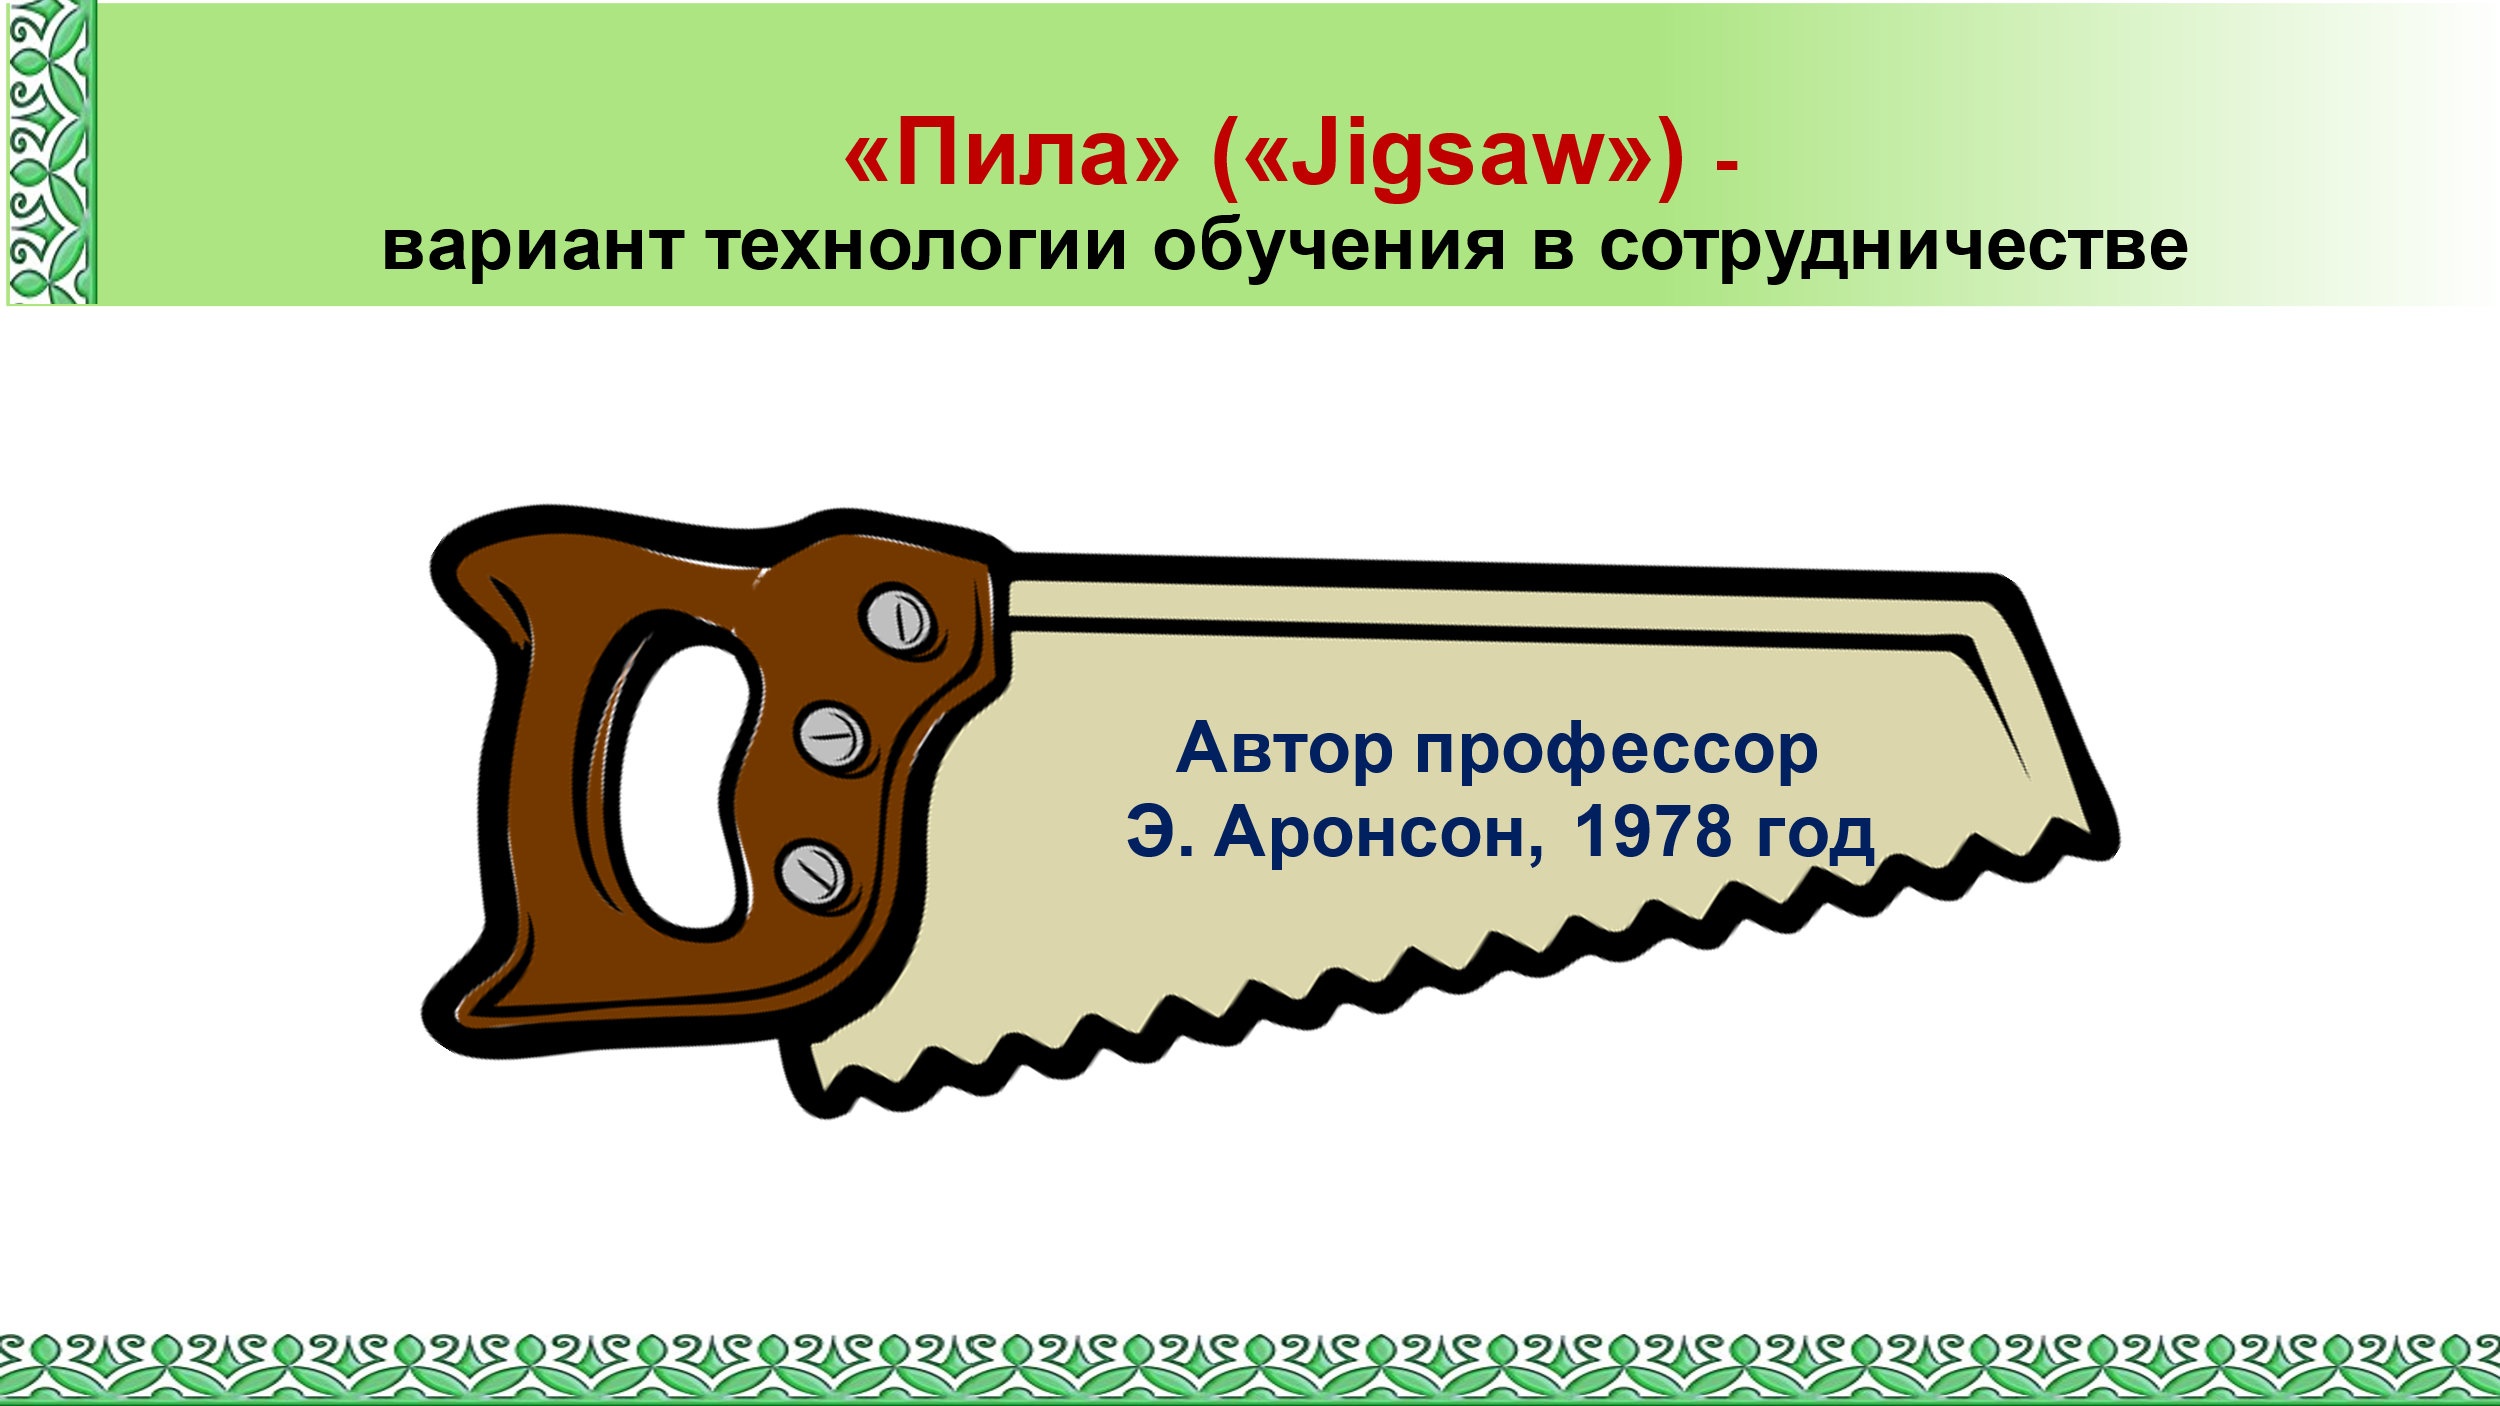 «Пила» («Jigsaw») -
вариант технологии обучения в сотрудничестве
Автор профессор
Э. Аронсон, 1978 год